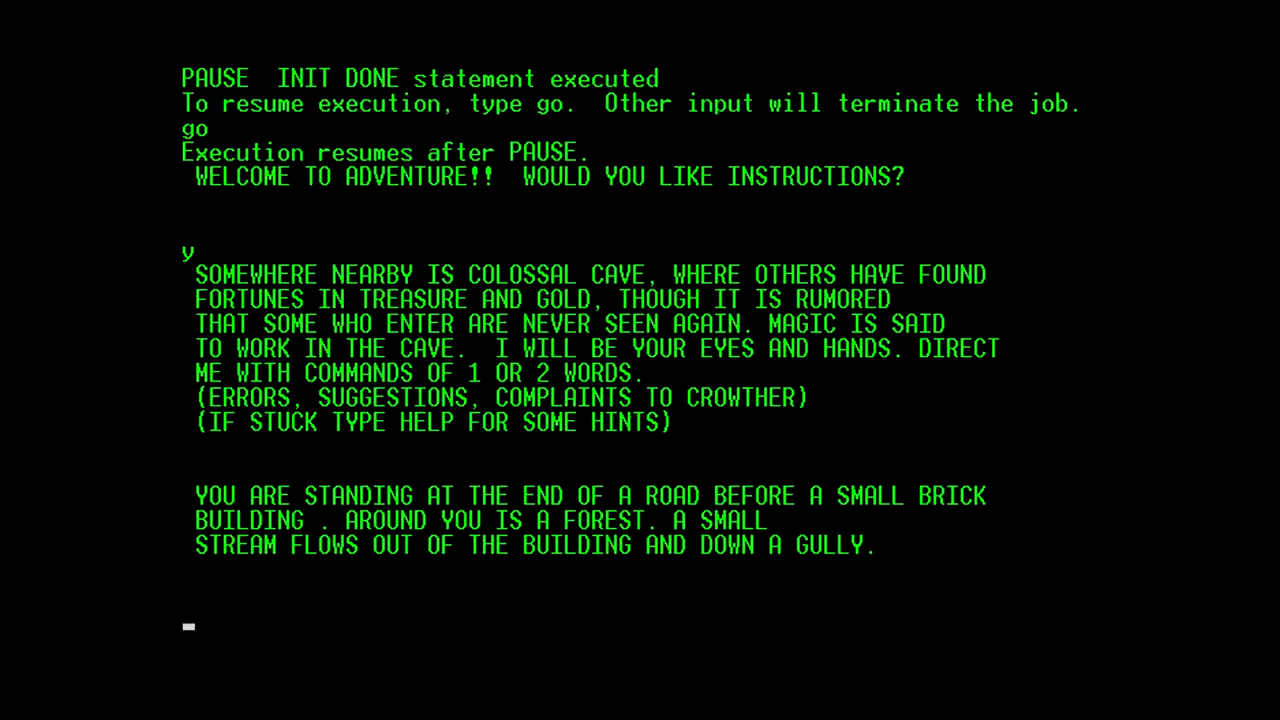 PAUSE  INIT DONE statement executed
To resume execution, type go.  Other input will terminate the job.
go
Execution resumes after PAUSE.
WELCOME TO ADVENTURE!!  WOULD YOU LIKE INSTRUCTIONS?
y
SOMEWHERE NEARBY IS COLOSSAL CAVE, WHERE OTHERS HAVE FOUND
FORTUNES IN TREASURE AND GOLD, THOUGH IT IS RUMORED
THAT SOME WHO ENTER ARE NEVER SEEN AGAIN. MAGIC IS SAID
TO WORK IN THE CAVE.  I WILL BE YOUR EYES AND HANDS. DIRECT
ME WITH COMMANDS OF 1 OR 2 WORDS.
(ERRORS, SUGGESTIONS, COMPLAINTS TO CROWTHER)
(IF STUCK TYPE HELP FOR SOME HINTS)
YOU ARE STANDING AT THE END OF A ROAD BEFORE A SMALL BRICK
BUILDING . AROUND YOU IS A FOREST. A SMALL
STREAM FLOWS OUT OF THE BUILDING AND DOWN A GULLY.